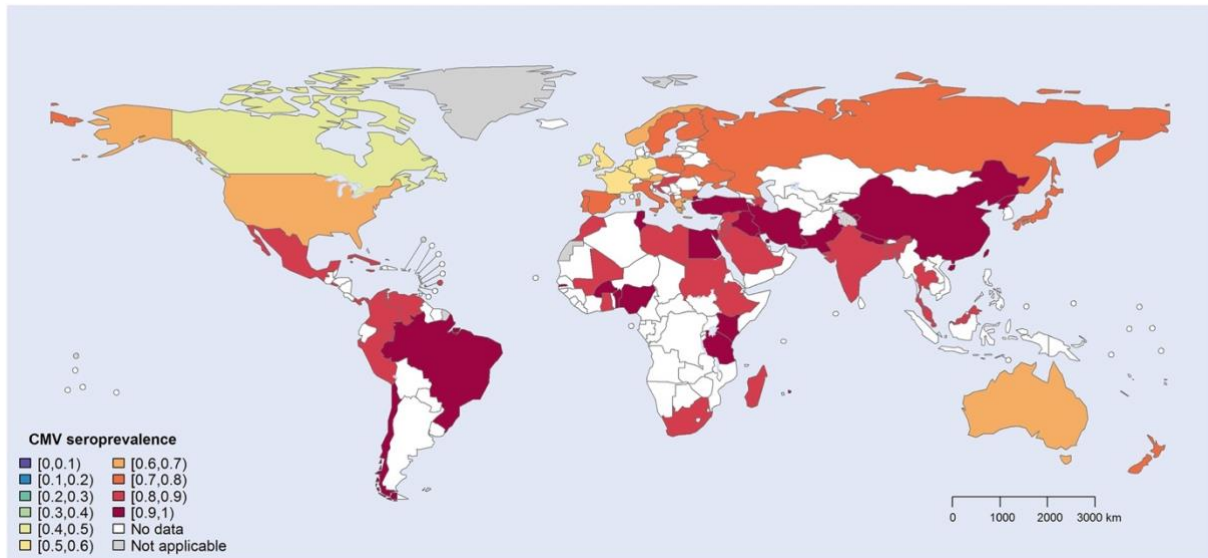 CMV seroprevalence
[0,0.1)
[0.1,0.2)
[0.2,0.3)
[0.3,0.4)
[0.4,0.5)
[0.5,0.6)
[0.6,0.7)
[0.7,0.8)
[0.8,0.9)
[0.9,1)
No data
Not applicable
0 1000 2000 3000 km